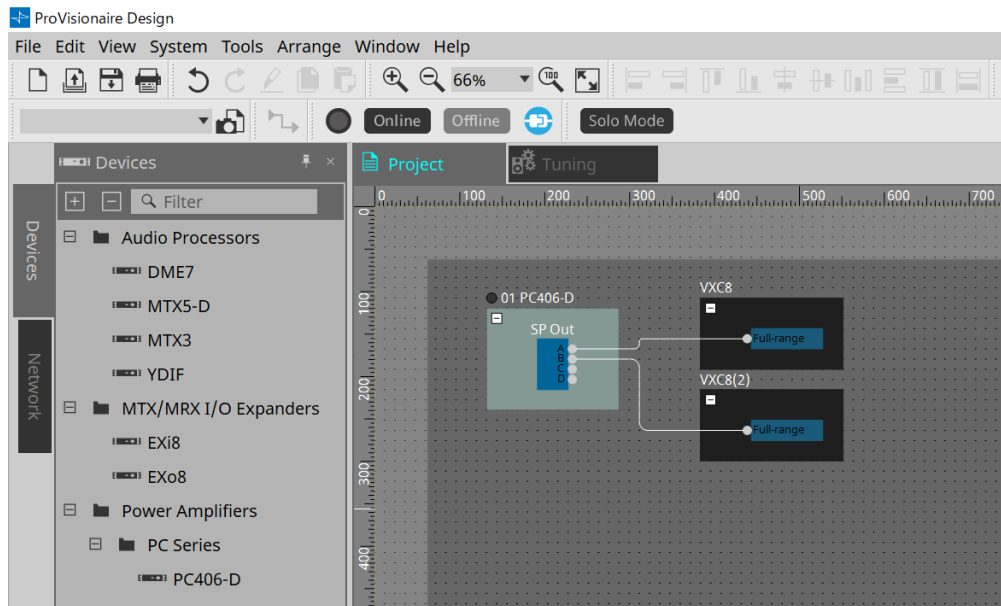 ProVisionaire Design
File Edit View System Tools Arrange Window Help
66% 100
Online Offline Solo Mode
Devices
Project
Tuning
Filter
0 100 200 300 400 500 600 700
0
100
200
300
400
Devices
Network
Audio Processors
DME7
MTX5-D
MTX3
YDIF
MTX/MRX I/O Expanders
EXi8
EXo8
Power Amplifiers
PC Series
PC406-D
01 PC406-D
SP Out
A
B
C
D
VXC8
Full-range
VXC8(2)
Full-range